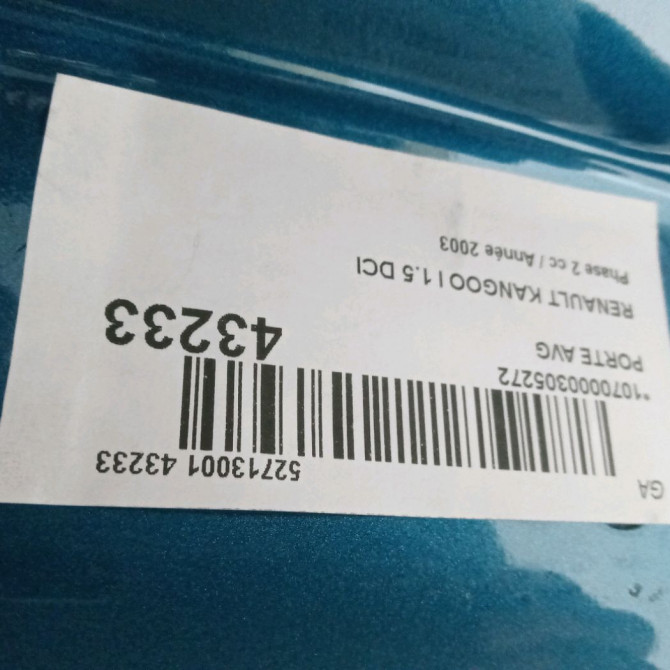 GA
52713001 43233
*1070000305272
43233
PORTE AVG
RENAULT KANGOO I 1.5 DCI
Phase 2 cc / Année 2003